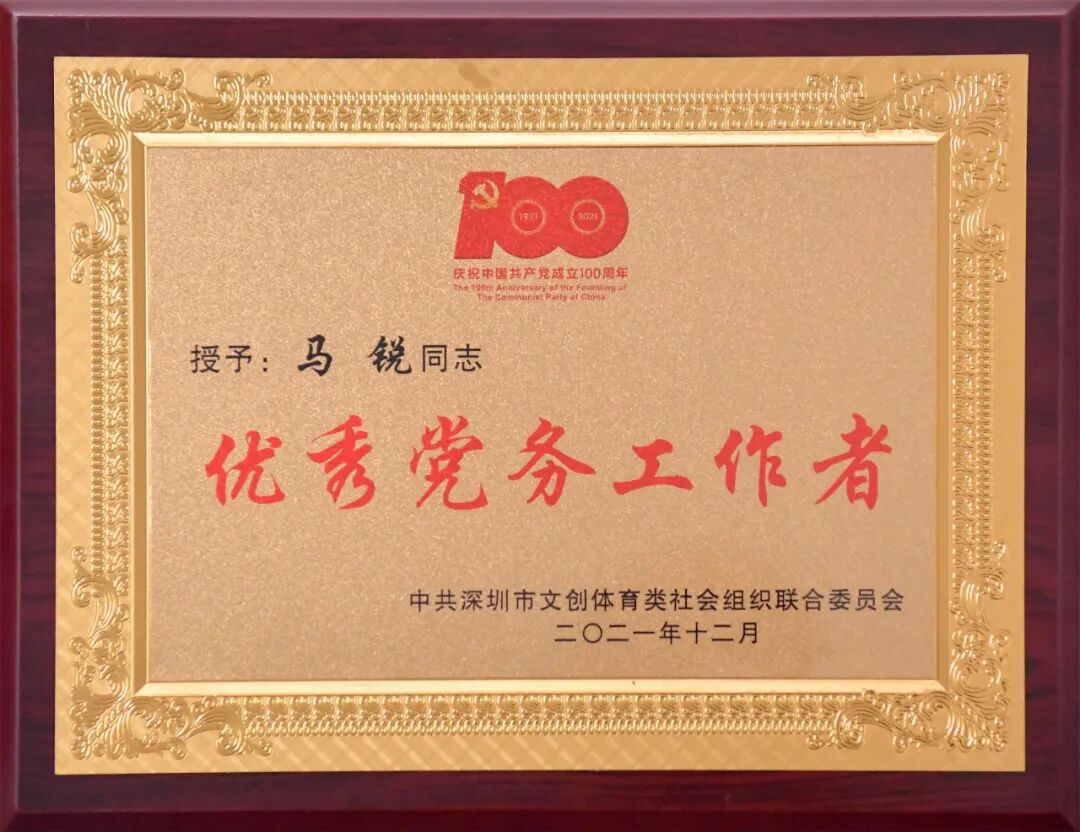 100
1921 2021
庆祝中国共产党成立100周年
The 100th Anniversary of the Founding of
The Communist Party of China
授予：马 锐同志
优秀党务工作者
中共深圳市文创体育类社会组织联合委员会
二〇二一年十二月